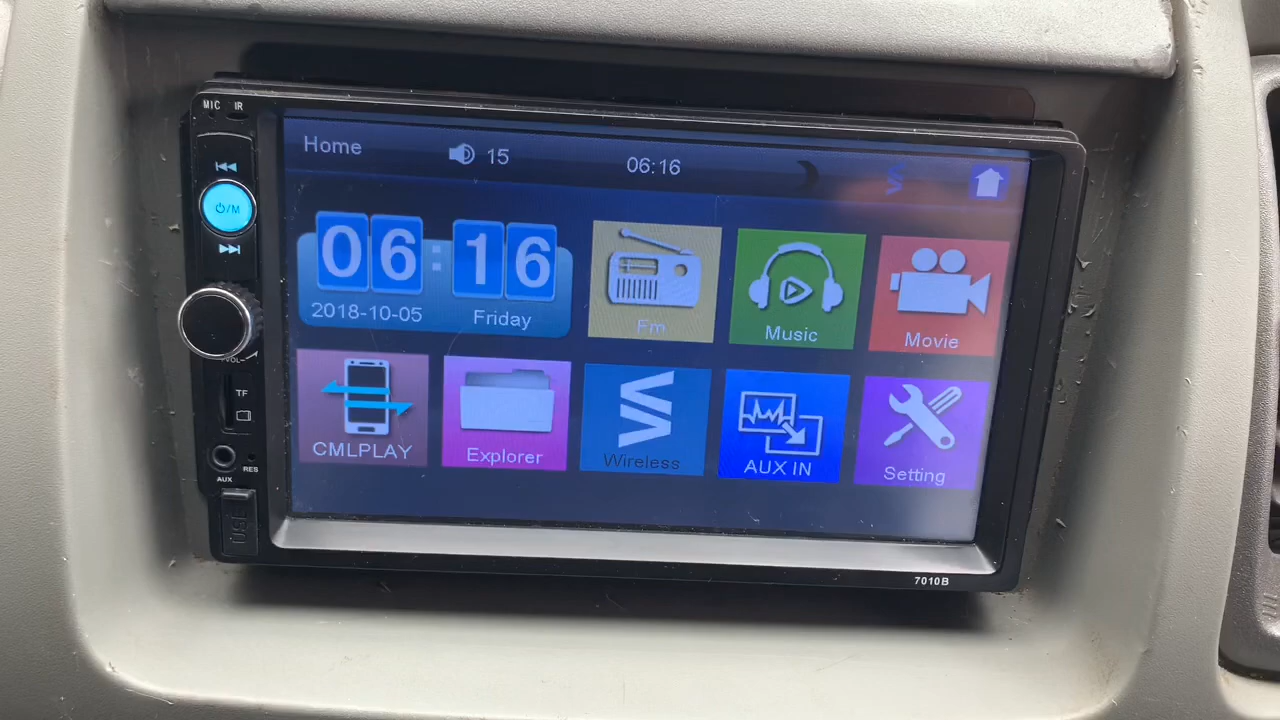 MIC IR
Home 15 06:16
⏻/M
06:16
2018-10-05 Friday
Fm
Music
Movie
VOL
TF
CMLPLAY
Explorer
Wireless
AUX IN
Setting
RES
AUX
USB
7010B